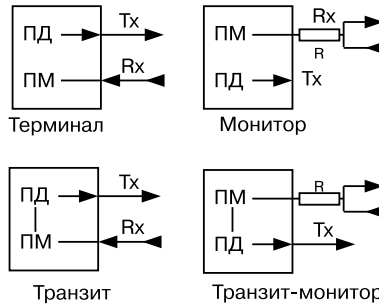 ПД Tx
ПМ Rx
Терминал
ПМ Rx
R
ПД Tx
Монитор
ПД Tx
ПМ Rx
Транзит
ПМ R
Tx
ПД
Транзит-монитор